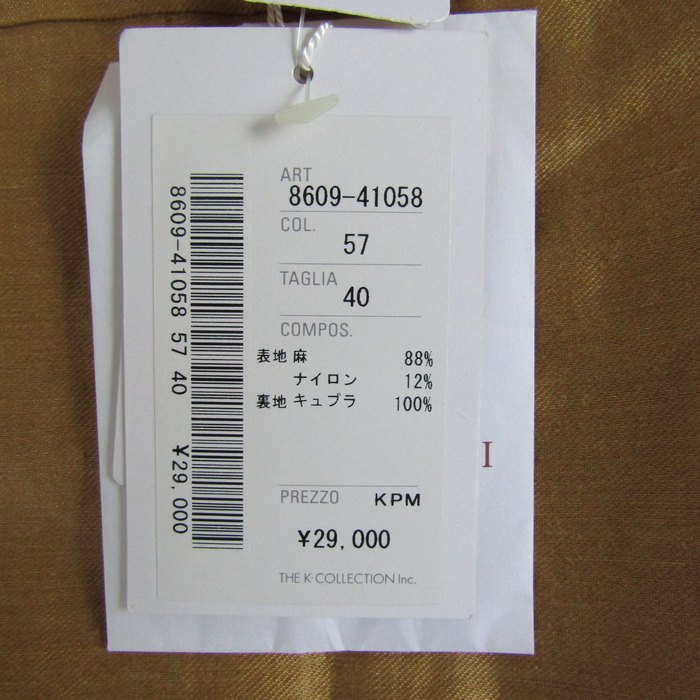 ART
8609-41058
COL.
57
TAGLIA
40
COMPOS.
表地 麻 88%
ナイロン 12%
裏地 キュプラ 100%
PREZZO KPM
¥29,000
THE K·COLLECTION Inc.
8609-41058 57 40 ¥29,000
I